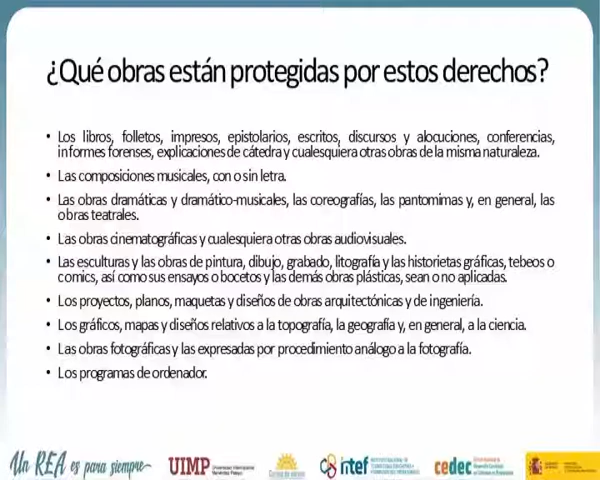 ¿Qué obras están protegidas por estos derechos?
• Los libros, folletos, impresos, epistolarios, escritos, discursos y alocuciones, conferencias,
informes forenses, explicaciones de cátedra y cualesquiera otras obras de la misma naturaleza.
• Las composiciones musicales, con o sin letra.
• Las obras dramáticas y dramático-musicales, las coreografías, las pantomimas y, en general, las
obras teatrales.
• Las obras cinematográficas y cualesquiera otras obras audiovisuales.
• Las esculturas y las obras de pintura, dibujo, grabado, litografía y las historietas gráficas, tebeos o
comics, así como sus ensayos o bocetos y las demás obras plásticas, sean o no aplicadas.
• Los proyectos, planos, maquetas y diseños de obras arquitectónicas y de ingeniería.
• Los gráficos, mapas y diseños relativos a la topografía, la geografía y, en general, a la ciencia.
• Las obras fotográficas y las expresadas por procedimiento análogo a la fotografía.
• Los programas de ordenador.
Un REA es para siempre
UIMP
intef
cedec